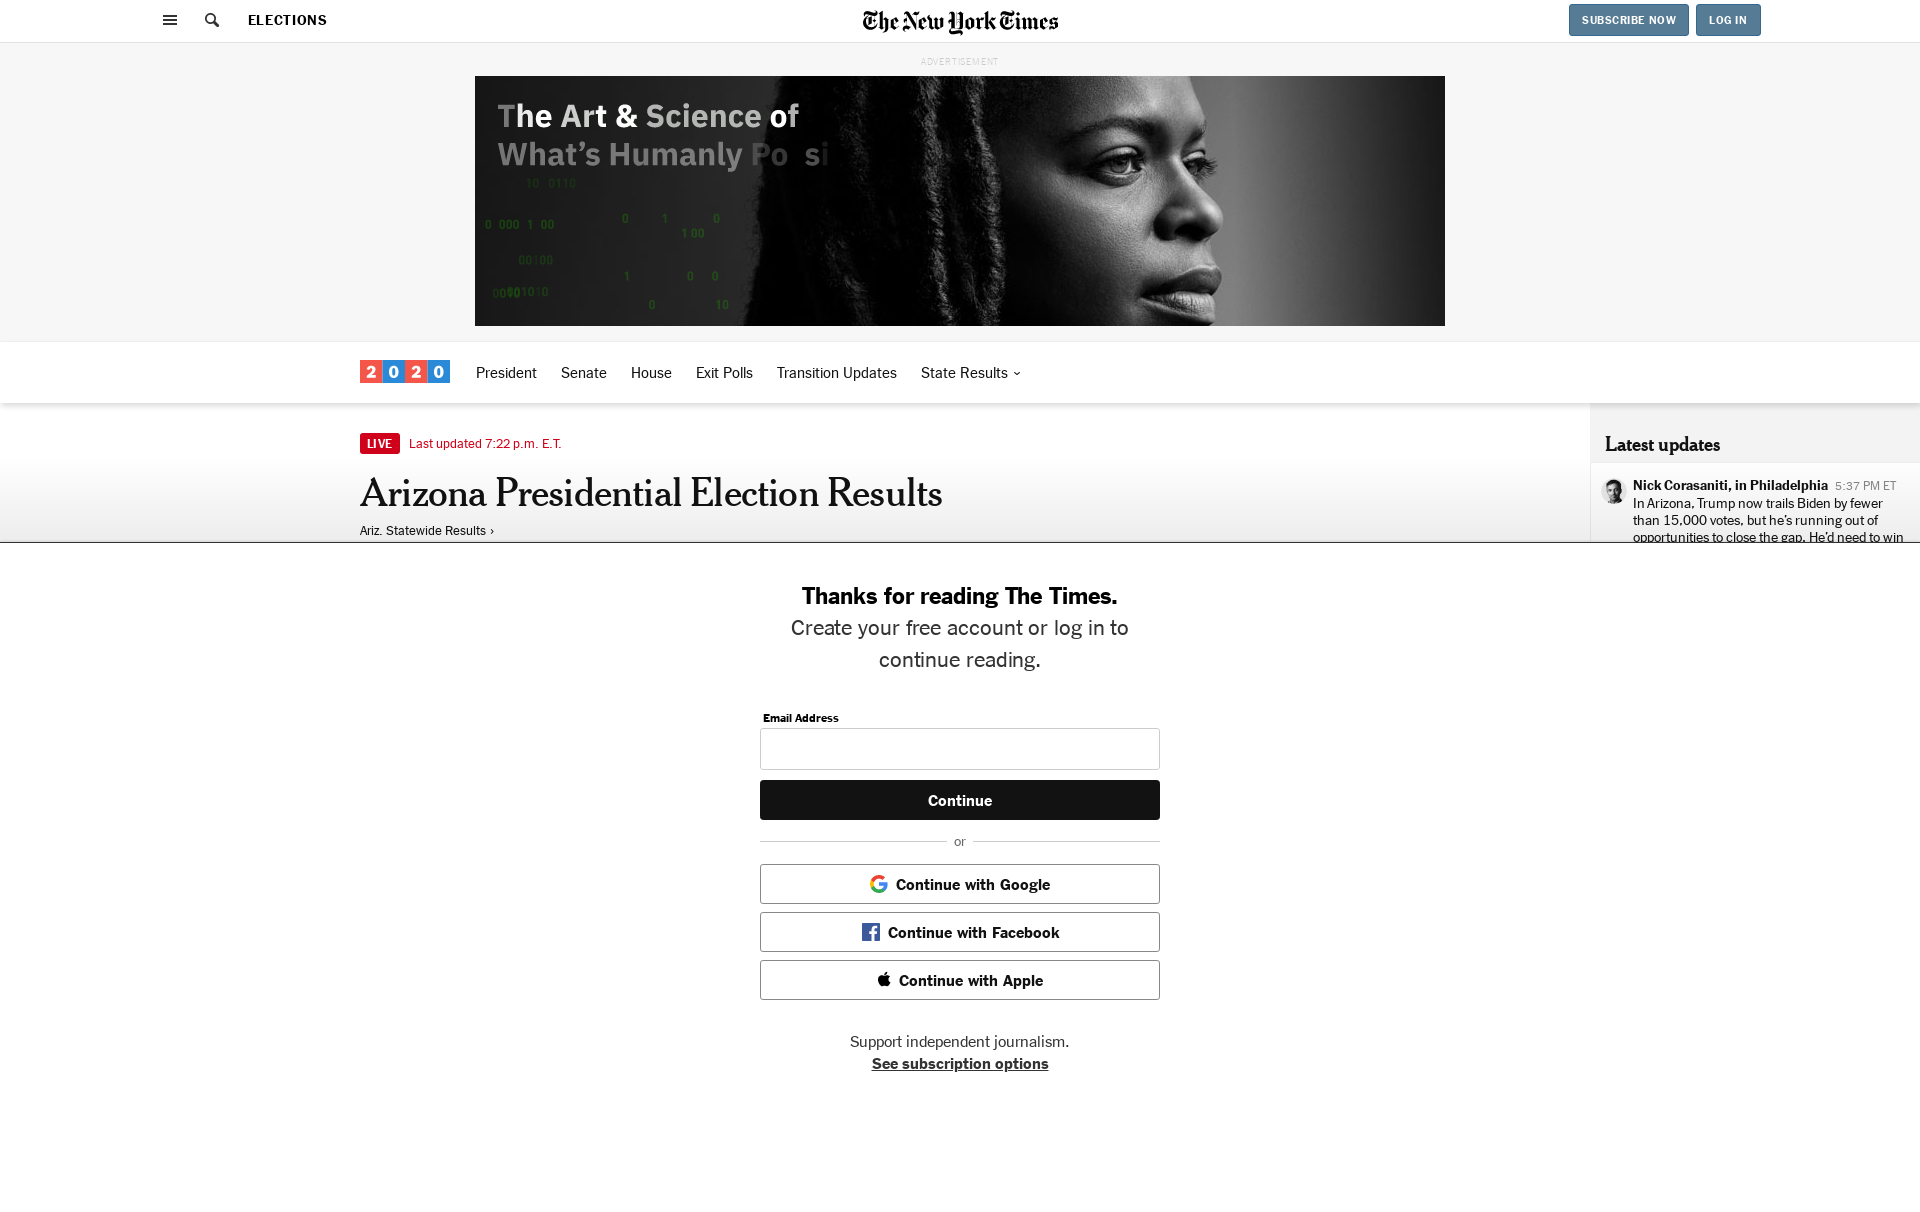 ELECTIONS
The New York Times
SUBSCRIBE NOW
LOG IN
ADVERTISEMENT
The Art & Science of
What's Humanly Po si
10 0110
0 000 1 00
0 1 0
1 00
00100
1 0 0
0 10
2020
President
Senate
House
Exit Polls
Transition Updates
State Results
LIVE
Last updated 7:22 p.m. E.T.
Arizona Presidential Election Results
Ariz. Statewide Results ›
Latest updates
Nick Corasaniti, in Philadelphia 5:37 PM ET
In Arizona, Trump now trails Biden by fewer
than 15,000 votes, but he's running out of
opportunities to close the gap. He'd need to win
Thanks for reading The Times.
Create your free account or log in to
continue reading.
Email Address
Continue
or
Continue with Google
Continue with Facebook
Continue with Apple
Support independent journalism.
See subscription options